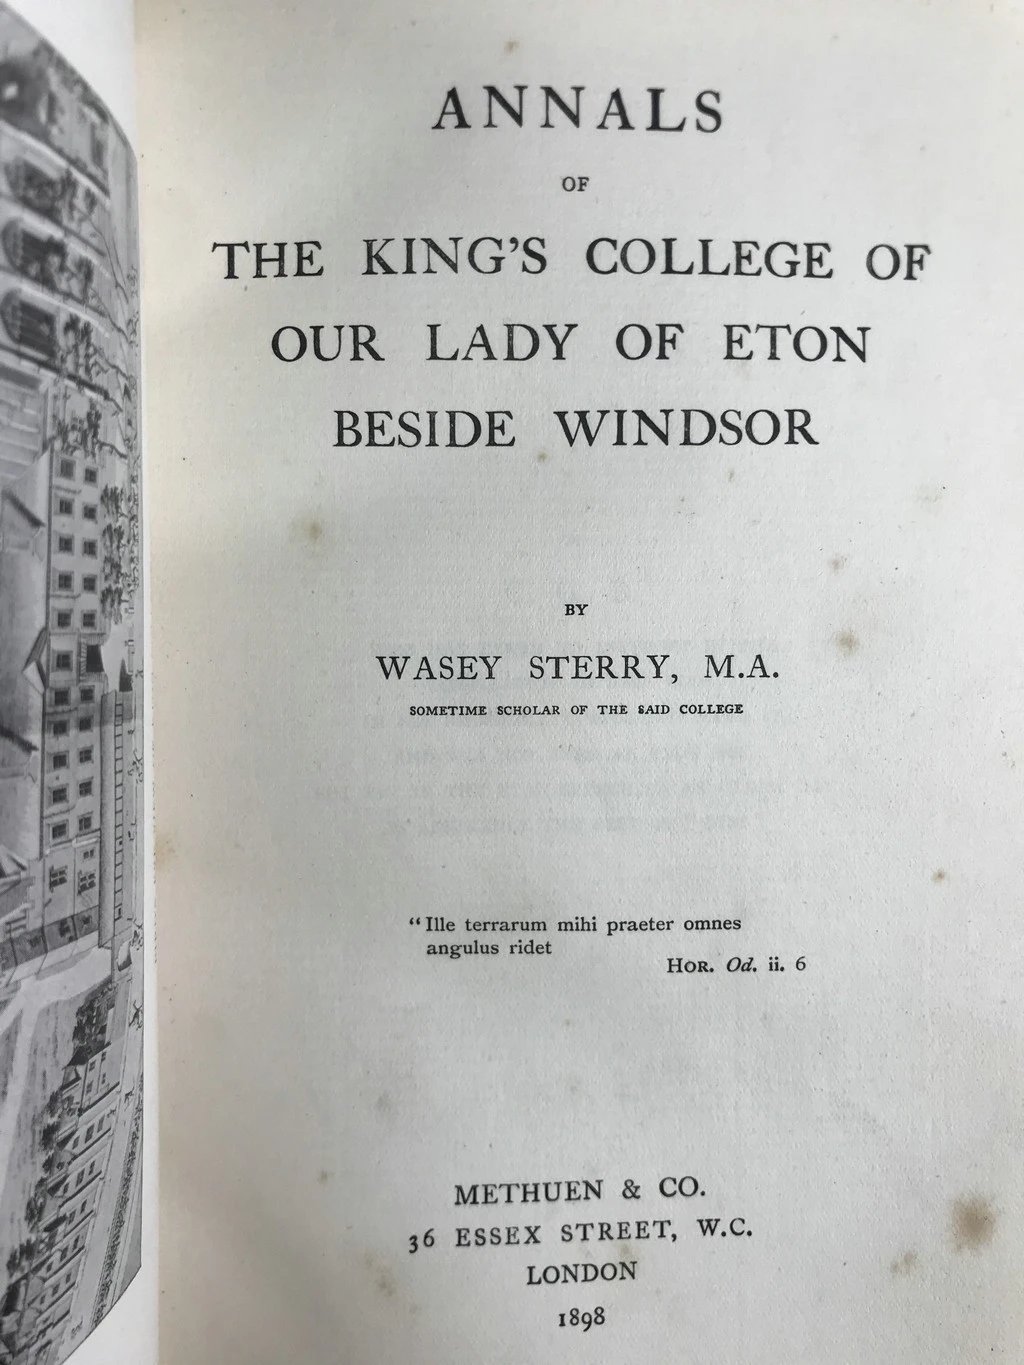 ANNALS
OF
THE KING'S COLLEGE OF
OUR LADY OF ETON
BESIDE WINDSOR
BY
WASEY STERRY, M.A.
SOMETIME SCHOLAR OF THE SAID COLLEGE
“Ille terrarum mihi praeter omnes
angulus ridet
HOR. Od. ii. 6
METHUEN & CO.
36 ESSEX STREET, W.C.
LONDON
1898